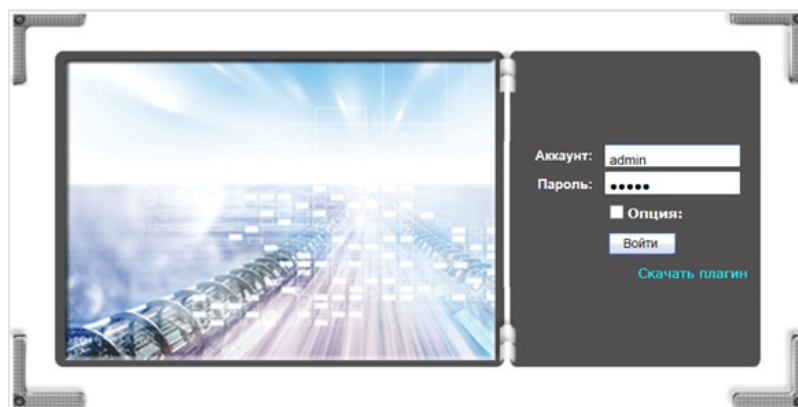 Аккаунт: admin
Пароль: •••••
Опция:
Войти
Скачать плагин